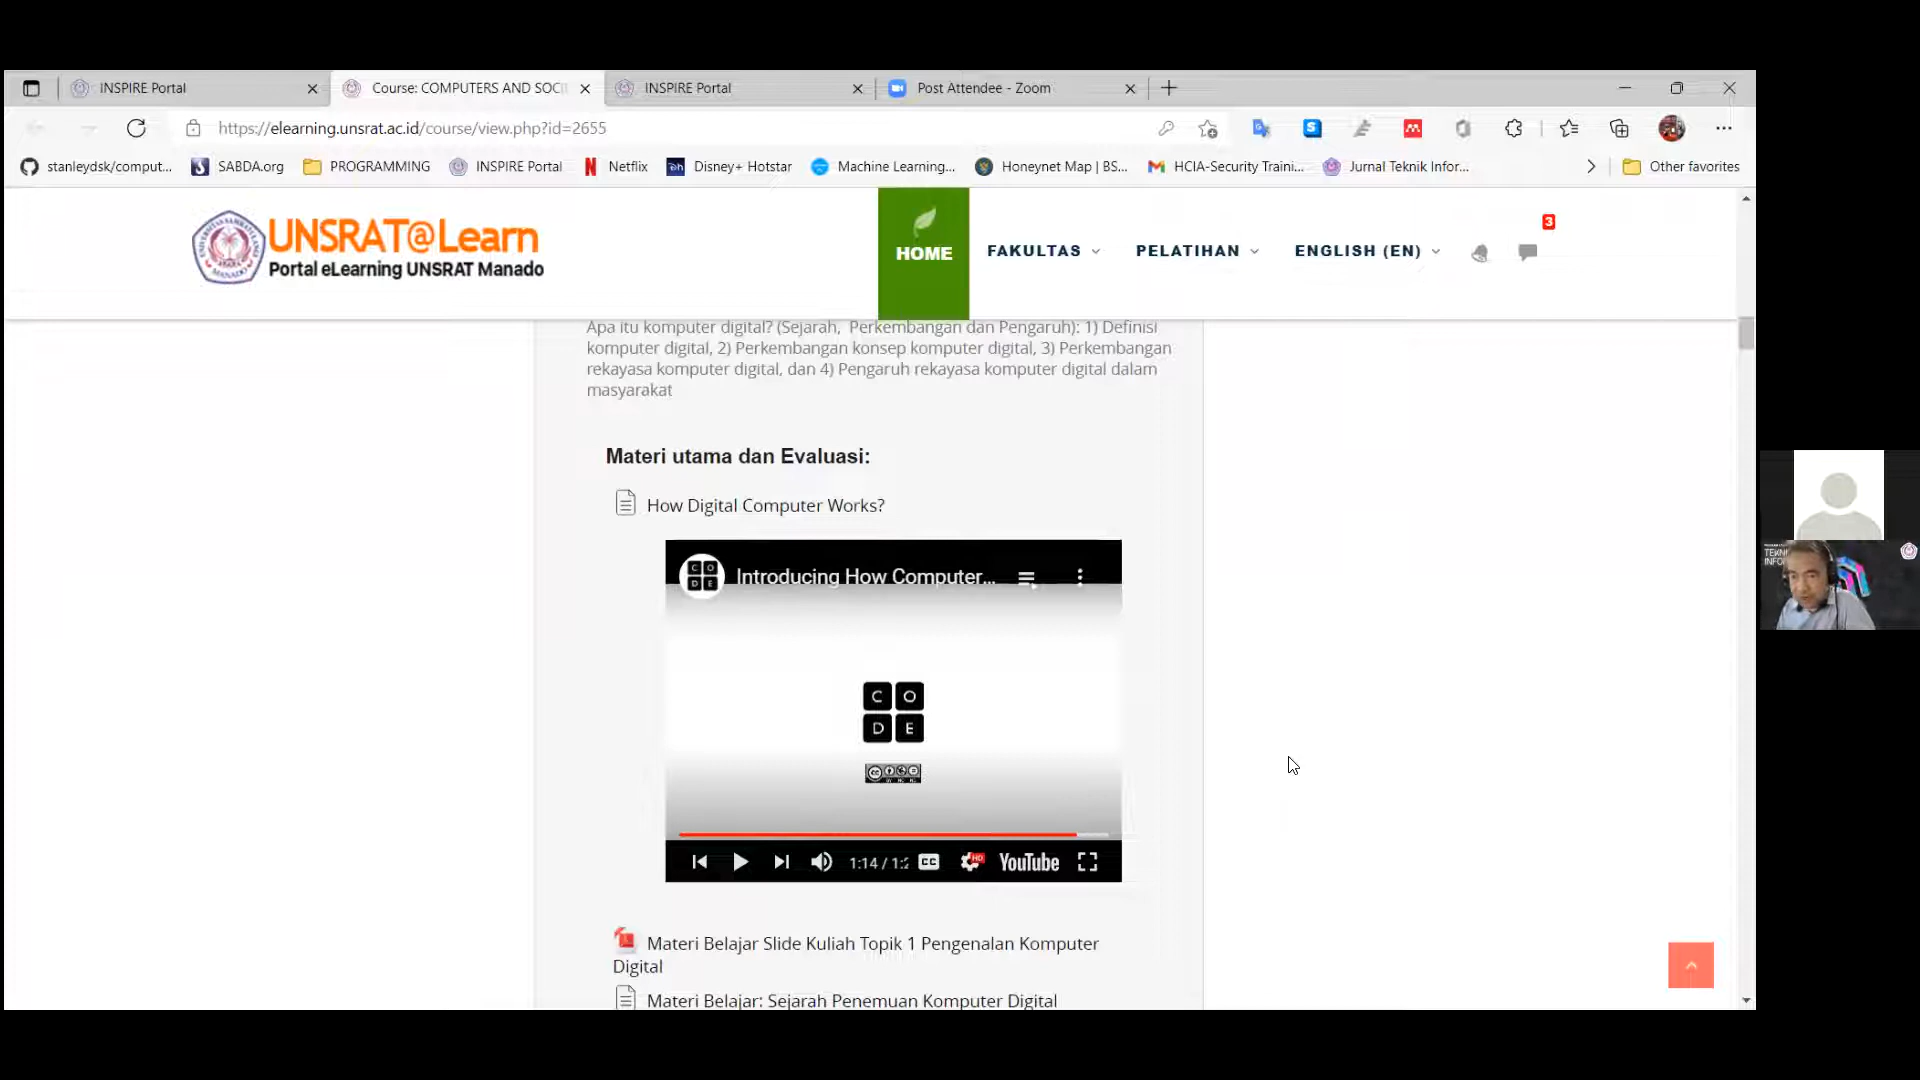 INSPIRE Portal
Course: COMPUTERS AND SOCI
INSPIRE Portal
Post Attendee - Zoom
https://elearning.unsrat.ac.id/course/view.php?id=2655
stanleydsk/comput...
SABDA.org
PROGRAMMING
INSPIRE Portal
Netflix
Disney+ Hotstar
Machine Learning...
Honeynet Map | BS...
HCIA-Security Traini...
Jurnal Teknik Infor...
Other favorites
UNSRAT@Learn
Portal eLearning UNSRAT Manado
HOME
FAKULTAS
PELATIHAN
ENGLISH (EN)
3
Apa itu komputer digital? (Sejarah, Perkembangan dan Pengaruh): 1) Definisi
komputer digital, 2) Perkembangan konsep komputer digital, 3) Perkembangan
rekayasa komputer digital, dan 4) Pengaruh rekayasa komputer digital dalam
masyarakat
Materi utama dan Evaluasi:
How Digital Computer Works?
CODE
Introducing How Computer...
C O
D E
1:14 / 1:2
CC
HD
YouTube
Materi Belajar Slide Kuliah Topik 1 Pengenalan Komputer
Digital
Materi Belajar: Sejarah Penemuan Komputer Digital